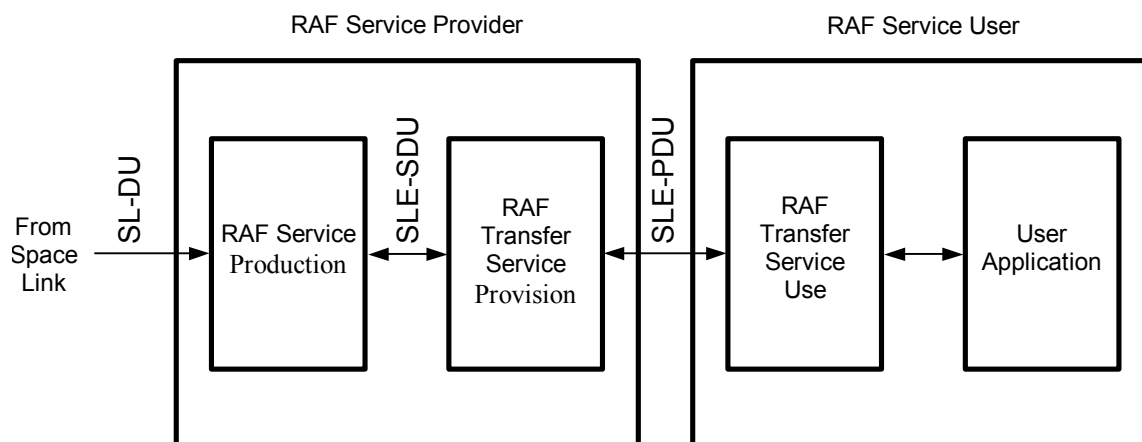 RAF Service Provider
RAF Service User
SL-DU
SLE-SDU
SLE-PDU
From
Space
Link
RAF Service
Production
RAF
Transfer
Service
Provision
RAF
Transfer
Service
Use
User
Application